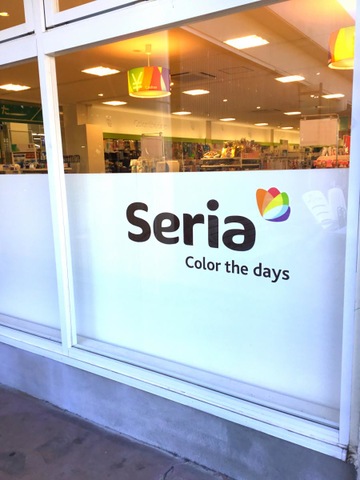 ¥
Seria
Color the days